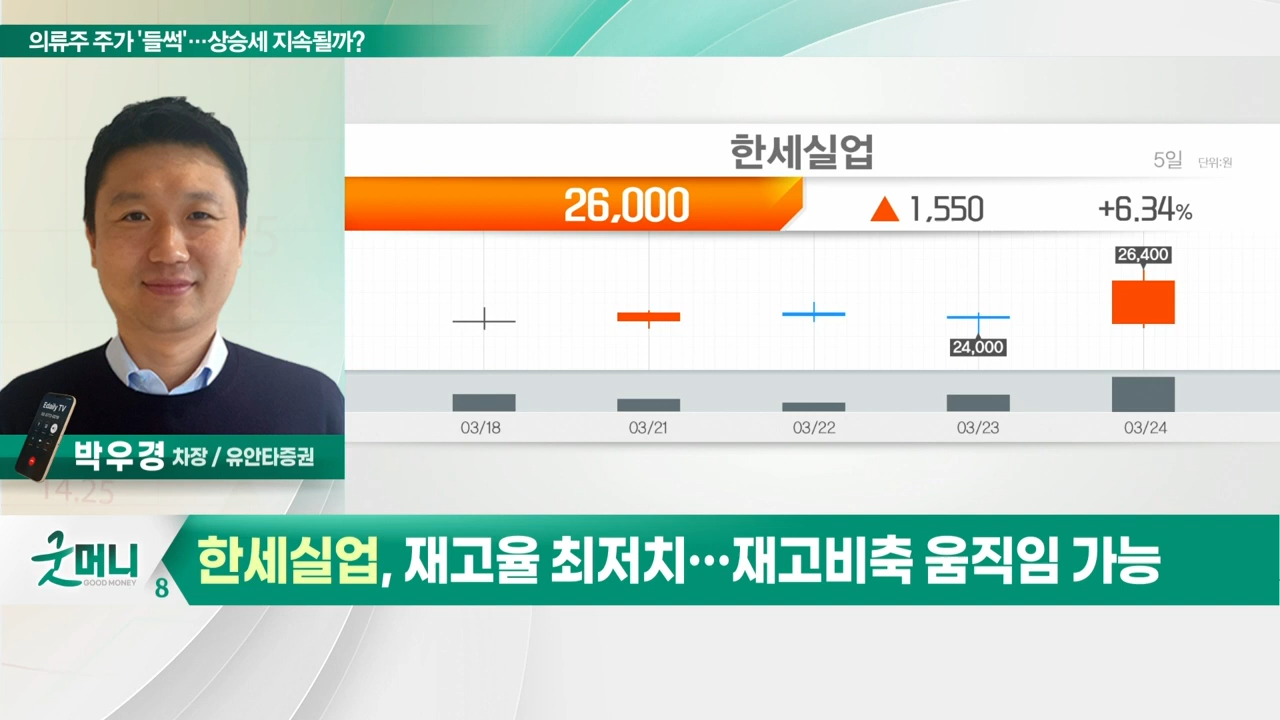 의류주 주가 '들썩'…상승세 지속될까?
한세실업
5일 단위:원
26,000 ▲ 1,550 +6.34%
26,400
24,000
03/18 03/21 03/22 03/23 03/24
Edaily TV
박우경 차장 / 유안타증권
14.25
굿머니
GOOD MONEY
8
한세실업, 재고율 최저치…재고비축 움직임 가능